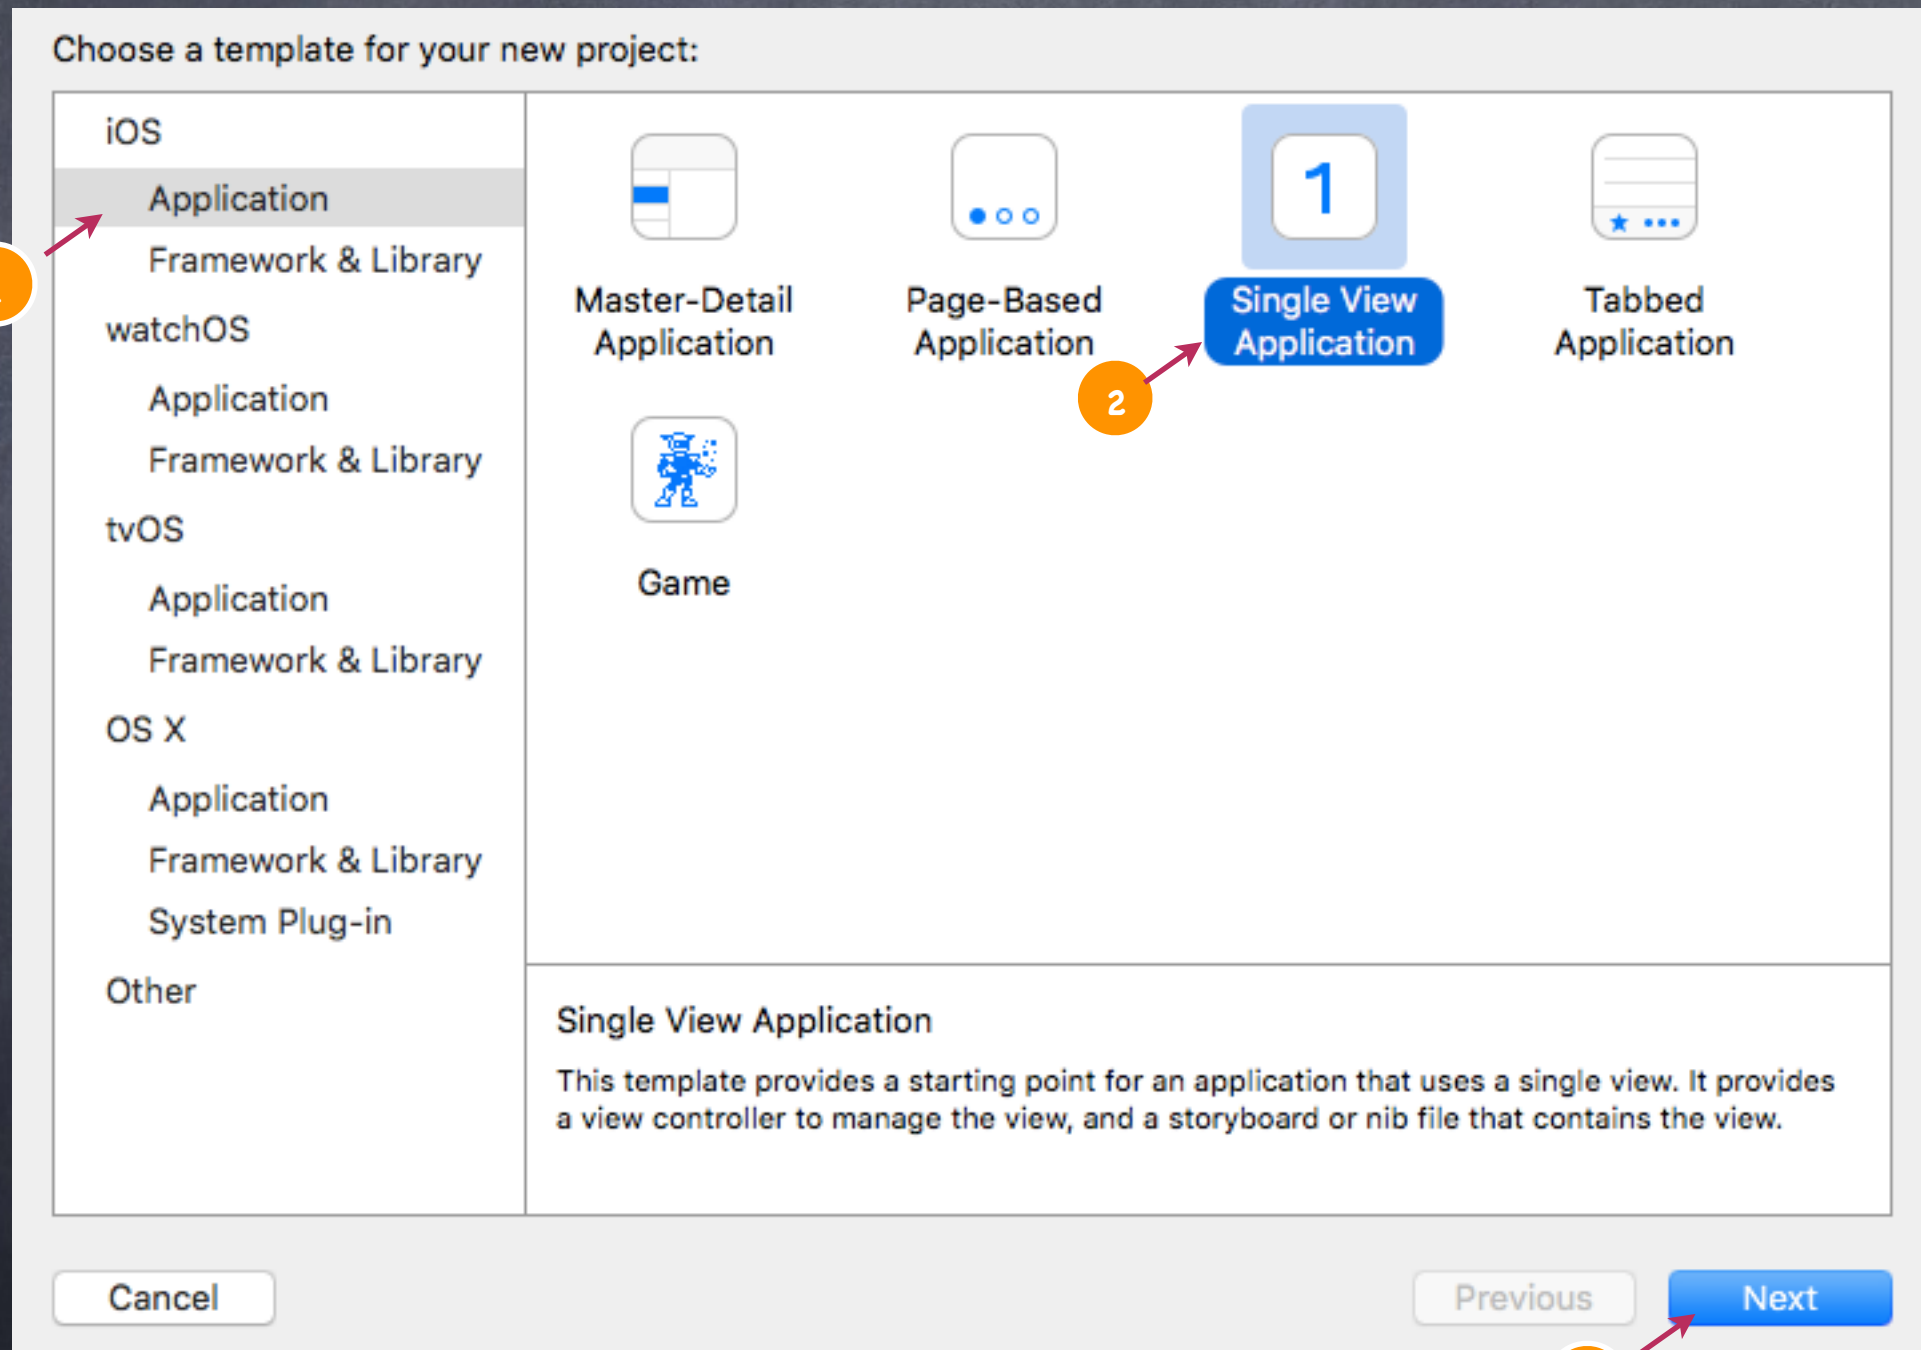 Choose a template for your new project:
iOS
Application
Framework & Library
watchOS
Application
Framework & Library
tvOS
Application
Framework & Library
OS X
Application
Framework & Library
System Plug-in
Other
Master-Detail
Application
Page-Based
Application
1
Single View
Application
Tabbed
Application
2
Game
Single View Application
This template provides a starting point for an application that uses a single view. It provides
a view controller to manage the view, and a storyboard or nib file that contains the view.
Cancel
Previous
Next